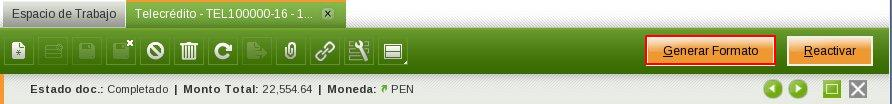 Espacio de Trabajo Telecrédito - TEL100000-16 - 1...
Generar Formato Reactivar
Estado doc.: Completado | Monto Total: 22,554.64 | Moneda: PEN